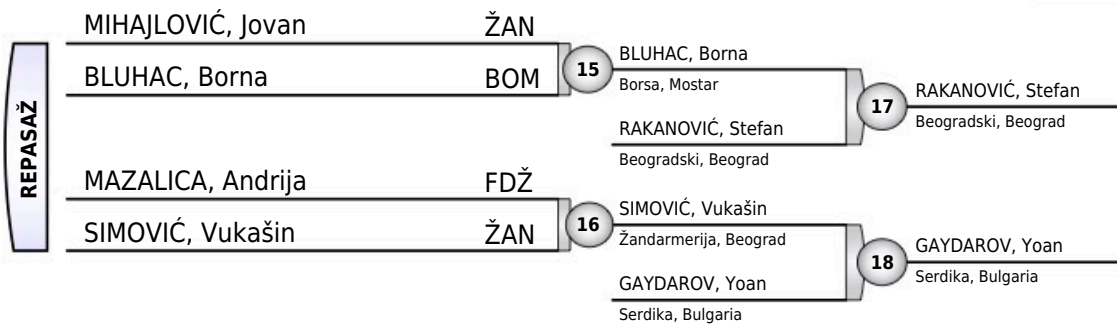 REPASAŽ
MIHAJLOVIĆ, Jovan ŽAN
BLUHAC, Borna BOM
15
BLUHAC, Borna
Borsa, Mostar
RAKANOVIĆ, Stefan
Beogradski, Beograd
17
RAKANOVIĆ, Stefan
Beogradski, Beograd
MAZALICA, Andrija FDŽ
SIMOVIĆ, Vukašin ŽAN
16
SIMOVIĆ, Vukašin
Žandarmerija, Beograd
GAYDAROV, Yoan
Serdika, Bulgaria
18
GAYDAROV, Yoan
Serdika, Bulgaria